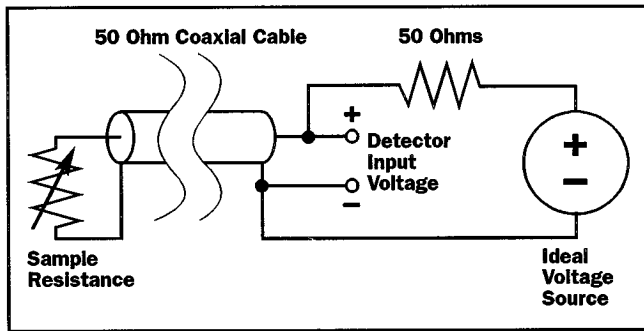 50 Ohm Coaxial Cable
50 Ohms
+
Detector
Input
Voltage
−
+
−
Sample
Resistance
Ideal
Voltage
Source